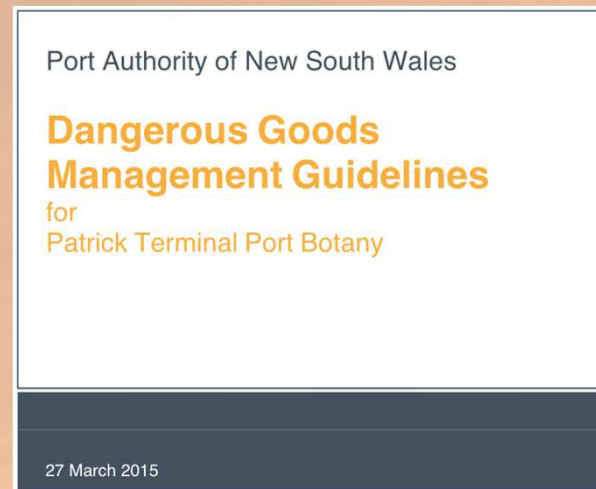 Port Authority of New South Wales
Dangerous Goods
Management Guidelines
for
Patrick Terminal Port Botany
27 March 2015